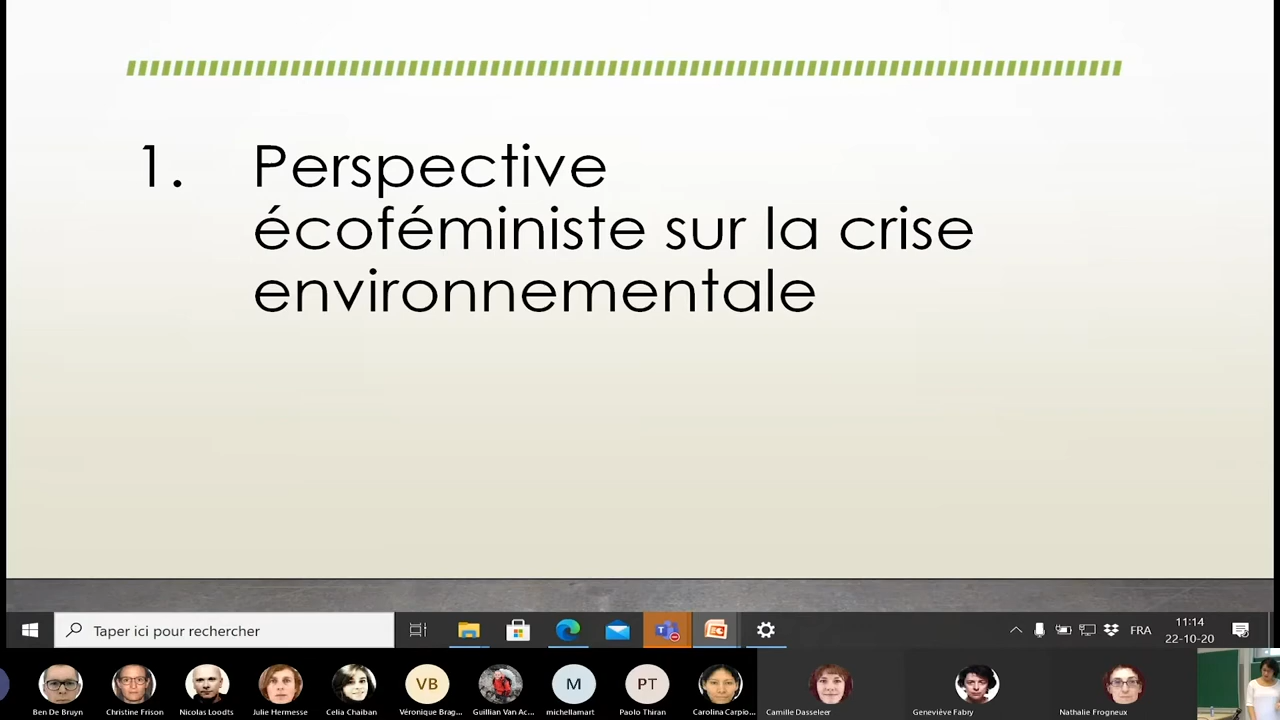 1. Perspective
écoféministe sur la crise
environnementale
Taper ici pour rechercher
FRA
11:14
22-10-20
VB
M
PT
Ben De Bruyn
Christine Frison
Nicolas Loodts
Julie Hermesse
Celia Chaiban
Véronique Brag...
Guillian Van Ac...
michellamart
Paolo Thiran
Carolina Carpio...
Camille Dasseleer
Geneviève Fabry
Nathalie Frogneux